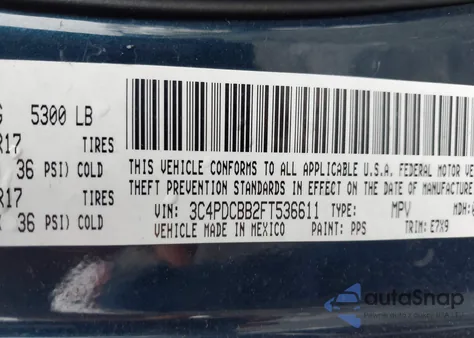 G 5300 LB
R17 TIRES
36 PSI) COLD
R17 TIRES
36 PSI) COLD
THIS VEHICLE CONFORMS TO ALL APPLICABLE U.S.A. FEDERAL MOTOR VE
THEFT PREVENTION STANDARDS IN EFFECT ON THE DATE OF MANUFACTURE
VIN: 3C4PDCBB2FT536611 TYPE: MPV MDH:
VEHICLE MADE IN MEXICO PAINT: PPS TRIM: E7X9
autoSnap